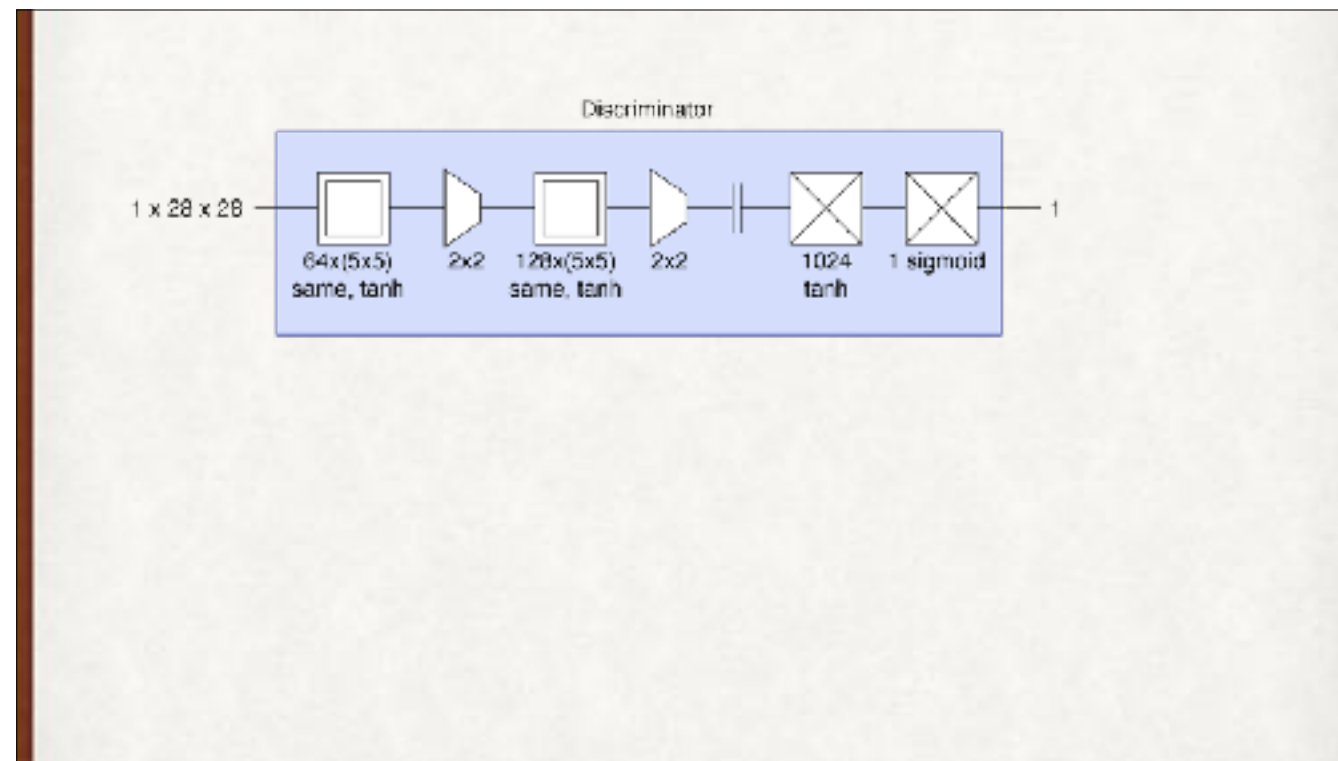 Discriminator
1 x 28 x 28
1
64x(5x5)
same, tanh
2x2
128x(5x5)
same, tanh
2x2
1024
tanh
1 sigmoid